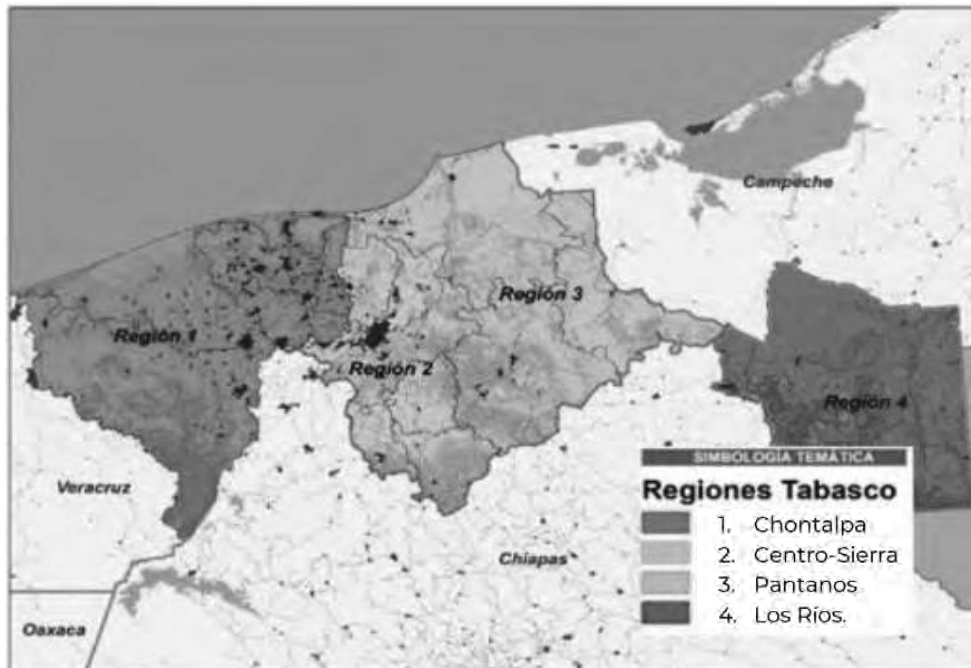 Campeche
Región 3
Región 1
Región 2
Región 4
SIMBOLOGÍA TEMÁTICA
Regiones Tabasco
Veracruz
1. Chontalpa
Chiapas
2. Centro-Sierra
3. Pantanos
4. Los Ríos.
Oaxaca